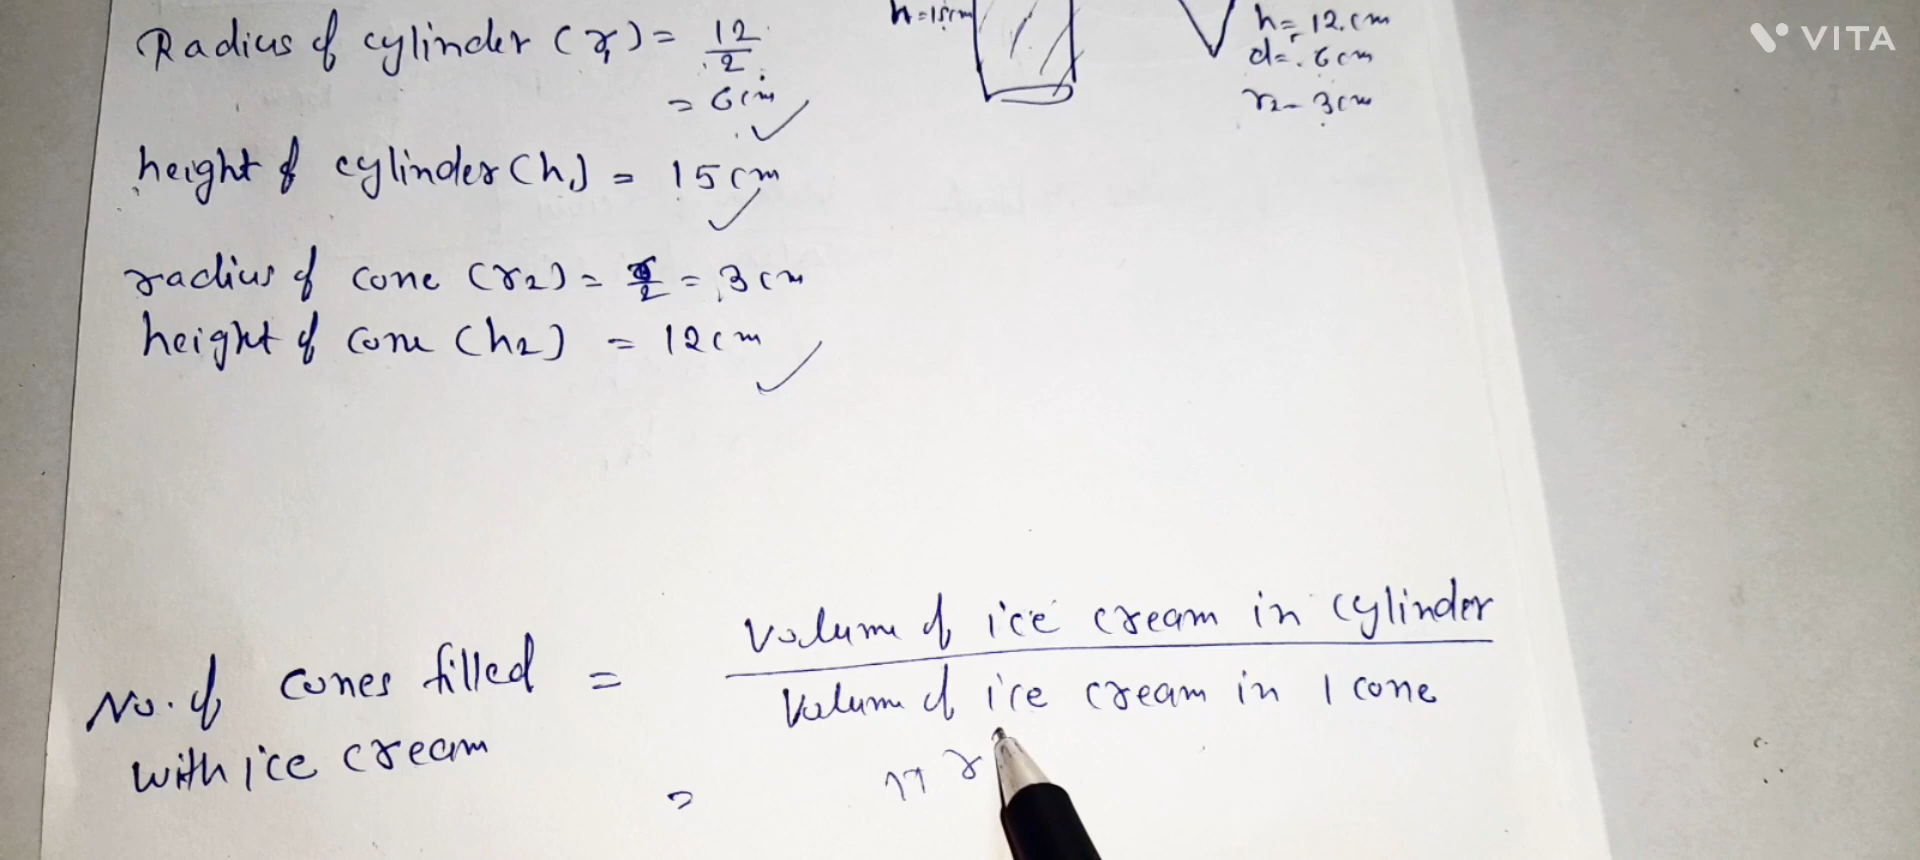 Radius of cylinder (r1) = 12/2
= 6cm
h=15cm
h= 12cm
d= 6cm
r2- 3cm
VITA
height of cylinder (h1) = 15cm
radius of cone (r2) = 6/2 = 3cm
height of cone (h2) = 12cm
No. of cones filled with ice cream = Volume of ice cream in cylinder
Volume of ice cream in 1 cone
= π r